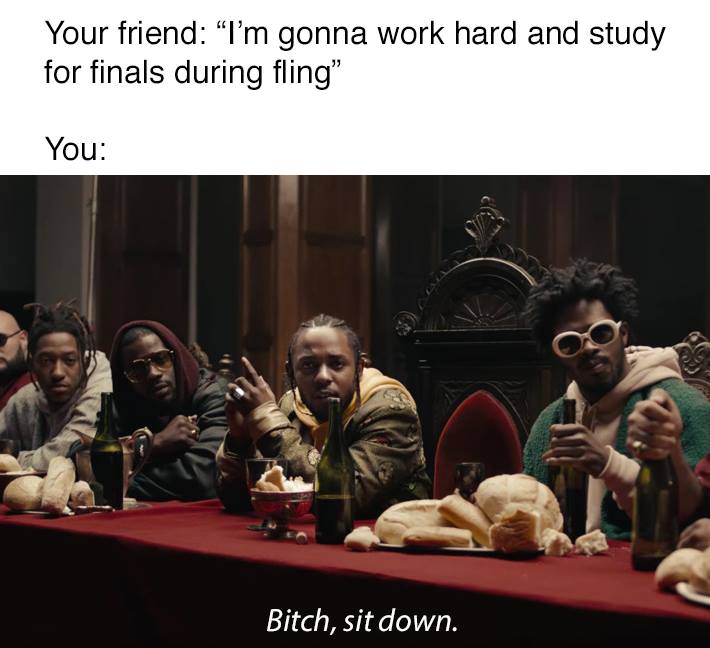 Your friend: “I’m gonna work hard and study
for finals during fling”
You:
Bitch, sit down.